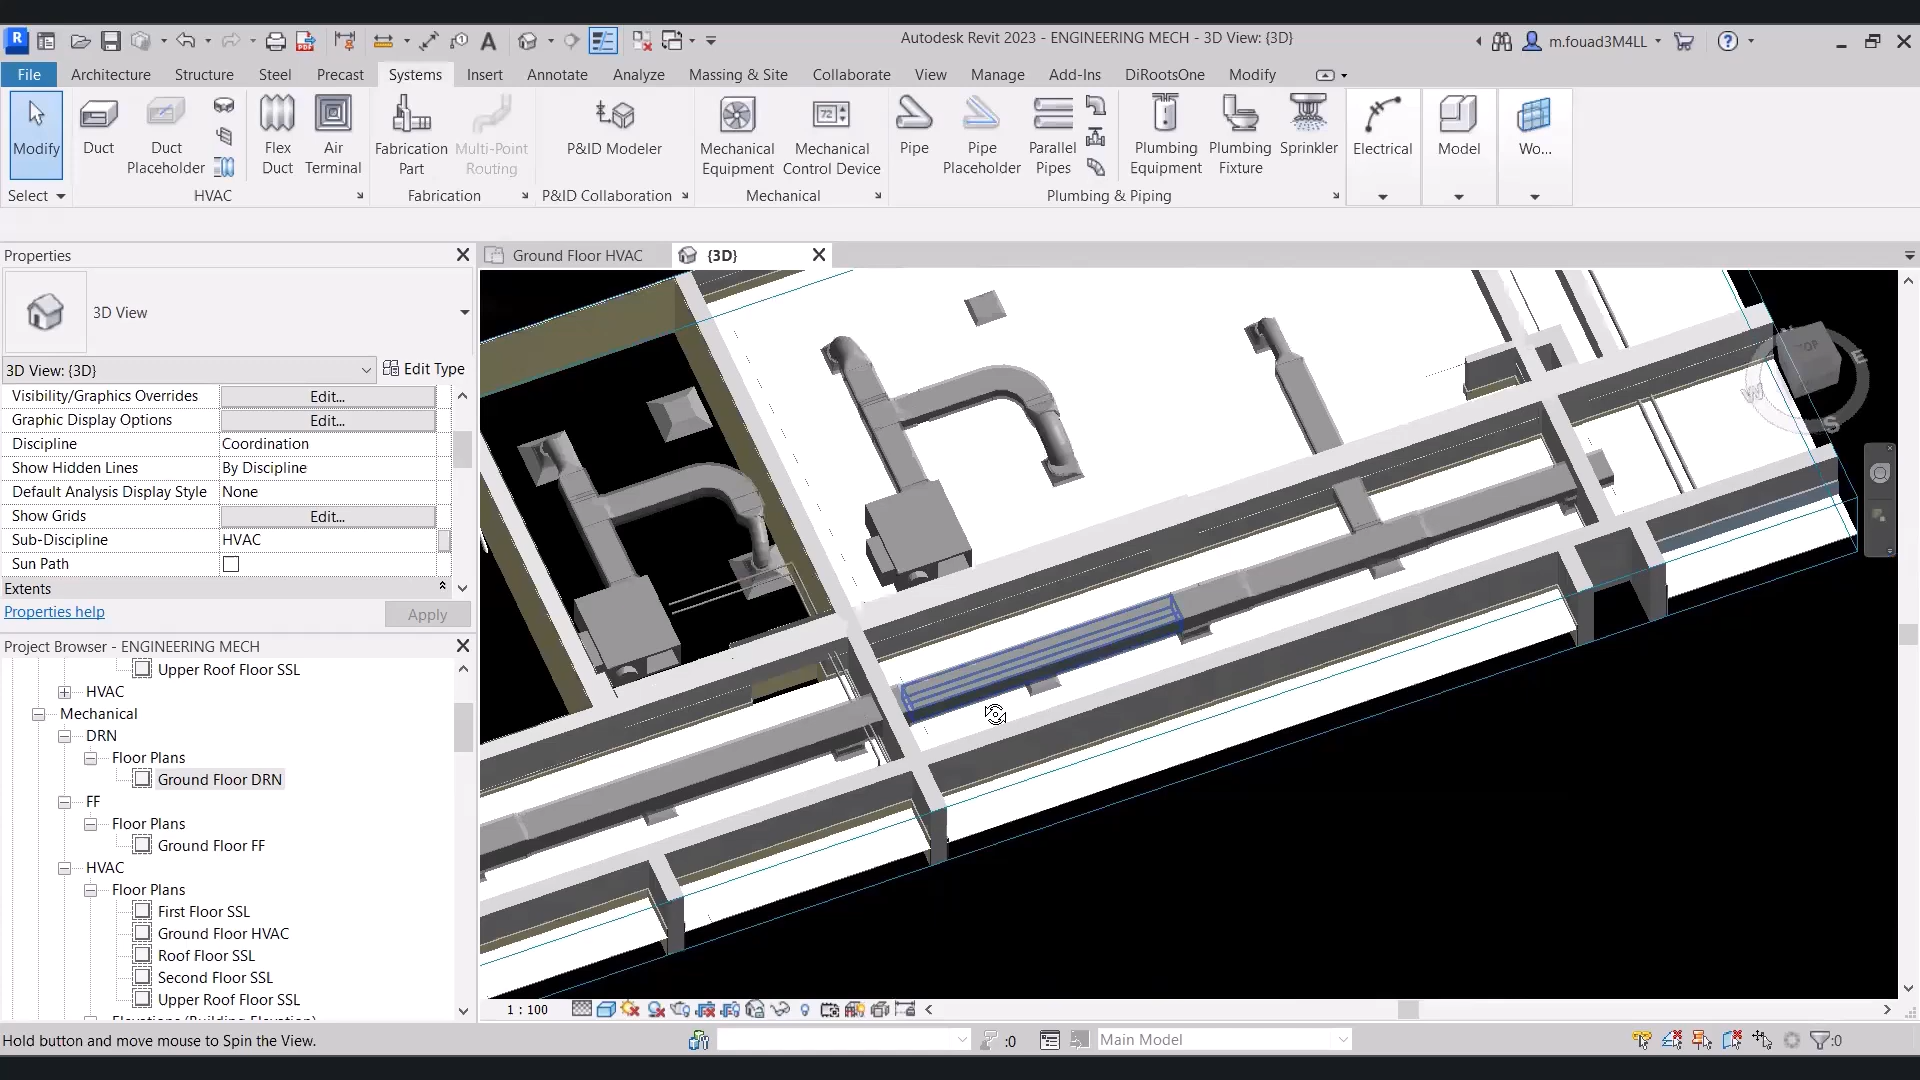 Autodesk Revit 2023 - ENGINEERING MECH - 3D View: {3D}
m.fouad3M4LL
File Architecture Structure Steel Precast Systems Insert Annotate Analyze Massing & Site Collaborate View Manage Add-Ins DiRootsOne Modify
Modify
Duct
Duct Placeholder
Flex Duct
Air Terminal
Fabrication Part
Multi-Point Routing
P&ID Modeler
Mechanical Equipment
Mechanical Control Device
Pipe
Pipe Placeholder
Parallel Pipes
Plumbing Equipment
Plumbing Fixture
Sprinkler
Electrical
Model
Wo...
Select HVAC Fabrication P&ID Collaboration Mechanical Plumbing & Piping
Properties
Ground Floor HVAC
{3D}
3D View
3D View: {3D}
Edit Type
Visibility/Graphics Overrides Edit...
Graphic Display Options Edit...
Discipline Coordination
Show Hidden Lines By Discipline
Default Analysis Display Style None
Show Grids Edit...
Sub-Discipline HVAC
Sun Path
Extents
Properties help
Apply
Project Browser - ENGINEERING MECH
Upper Roof Floor SSL
HVAC
Mechanical
DRN
Floor Plans
Ground Floor DRN
FF
Floor Plans
Ground Floor FF
HVAC
Floor Plans
First Floor SSL
Ground Floor HVAC
Roof Floor SSL
Second Floor SSL
Upper Roof Floor SSL
Elevations (Building Elevation)
TOP
W
E
S
1 : 100
Hold button and move mouse to Spin the View.
:0
Main Model
:0